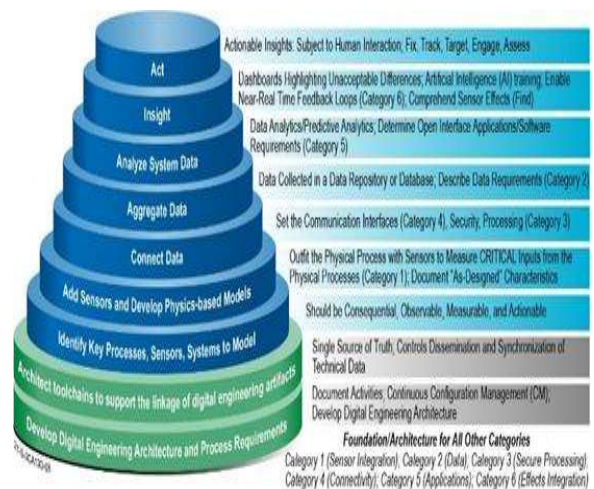 Act
Actionable Insights: Subject to Human Interaction; Fix, Track, Target, Engage, Assess
Insight
Dashboards Highlighting Unacceptable Differences; Artificial Intelligence (AI) training; Enable
Near-Real Time Feedback Loops (Category 6); Comprehend Sensor Effects (Find)
Analyze System Data
Data Analytics/Predictive Analytics; Determine Open Interface Applications/Software
Requirements (Category 5)
Aggregate Data
Data Collected in a Data Repository or Database; Describe Data Requirements (Category 2)
Connect Data
Set the Communication Interfaces (Category 4), Security, Processing (Category 3)
Add Sensors and Develop Physics-based Models
Outfit the Physical Process with Sensors to Measure CRITICAL Inputs from the
Physical Processes (Category 1); Document "As-Designed" Characteristics
Identify Key Processes, Sensors, Systems to Model
Should be Consequential, Observable, Measurable, and Actionable
Architect toolchains to support the linkage of digital engineering artifacts
Single Source of Truth, Controls Dissemination and Synchronization of
Technical Data
Develop Digital Engineering Architecture and Process Requirements
Document Activities; Continuous Configuration Management (CM);
Develop Digital Engineering Architecture
Foundation/Architecture for All Other Categories
Category 1 (Sensor Integration), Category 2 (Data), Category 3 (Secure Processing)
Category 4 (Connectivity); Category 5 (Applications); Category 6 (Effects Integration)